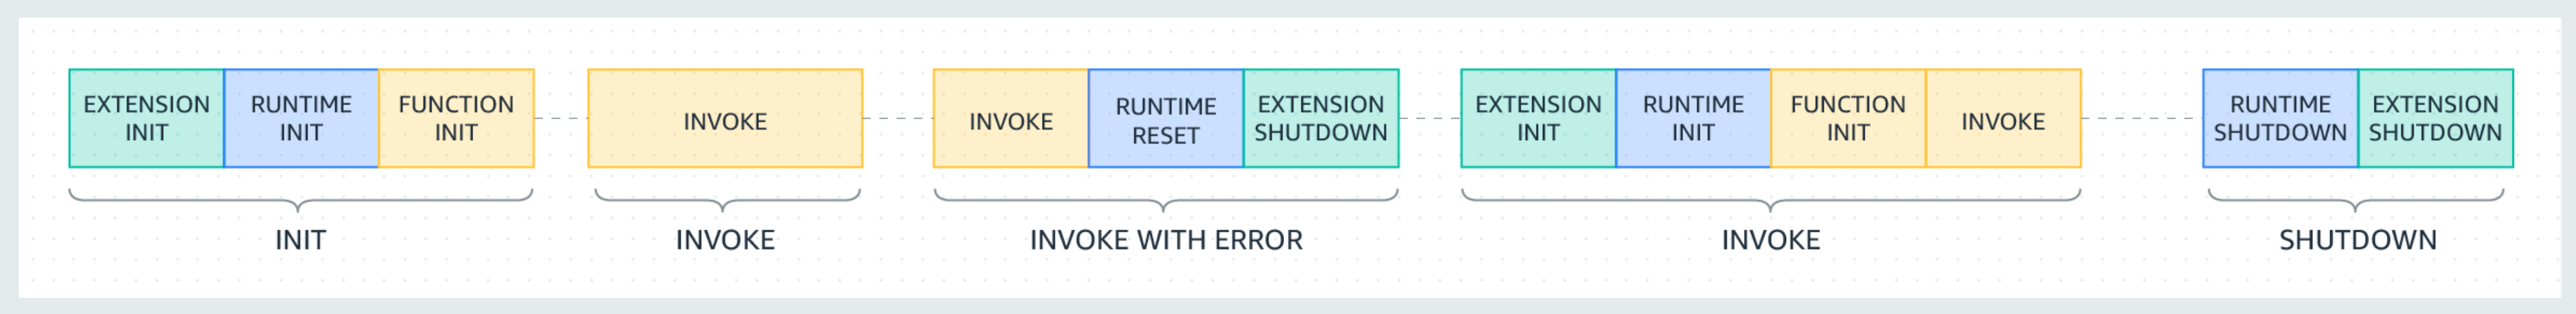 EXTENSION
INIT
RUNTIME
INIT
FUNCTION
INIT
INVOKE
INVOKE
RUNTIME
RESET
EXTENSION
SHUTDOWN
EXTENSION
INIT
RUNTIME
INIT
FUNCTION
INIT
INVOKE
RUNTIME
SHUTDOWN
EXTENSION
SHUTDOWN
INIT
INVOKE
INVOKE WITH ERROR
INVOKE
SHUTDOWN